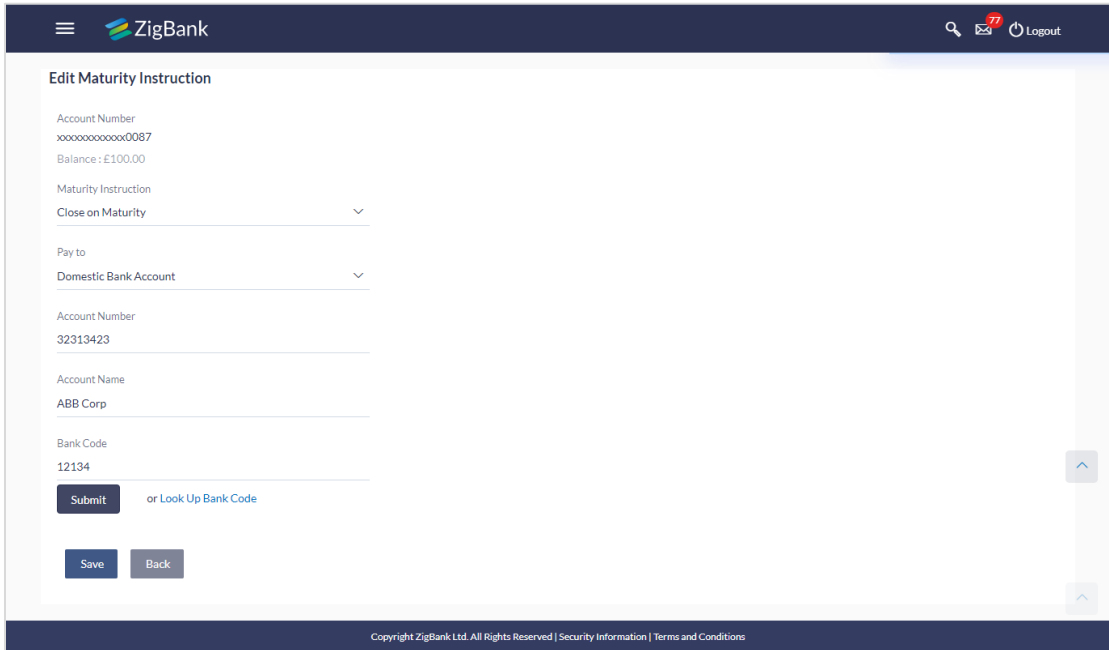 ZigBank
77
Logout
Edit Maturity Instruction
Account Number
xxxxxxxxxxxx0087
Balance : £100.00
Maturity Instruction
Close on Maturity
Pay to
Domestic Bank Account
Account Number
32313423
Account Name
ABB Corp
Bank Code
12134
Submit or Look Up Bank Code
Save Back
Copyright ZigBank Ltd. All Rights Reserved | Security Information | Terms and Conditions